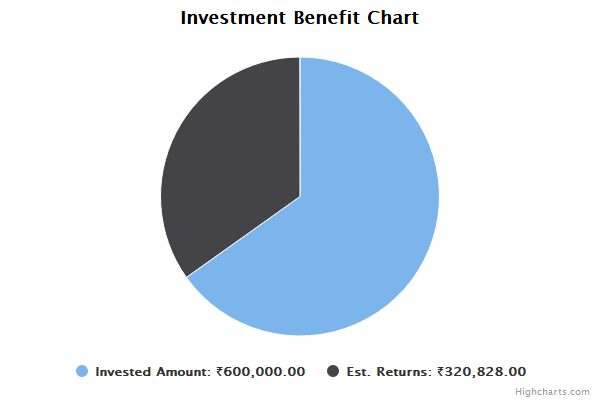 Investment Benefit Chart
Invested Amount: ₹600,000.00 Est. Returns: ₹320,828.00
Highcharts.com